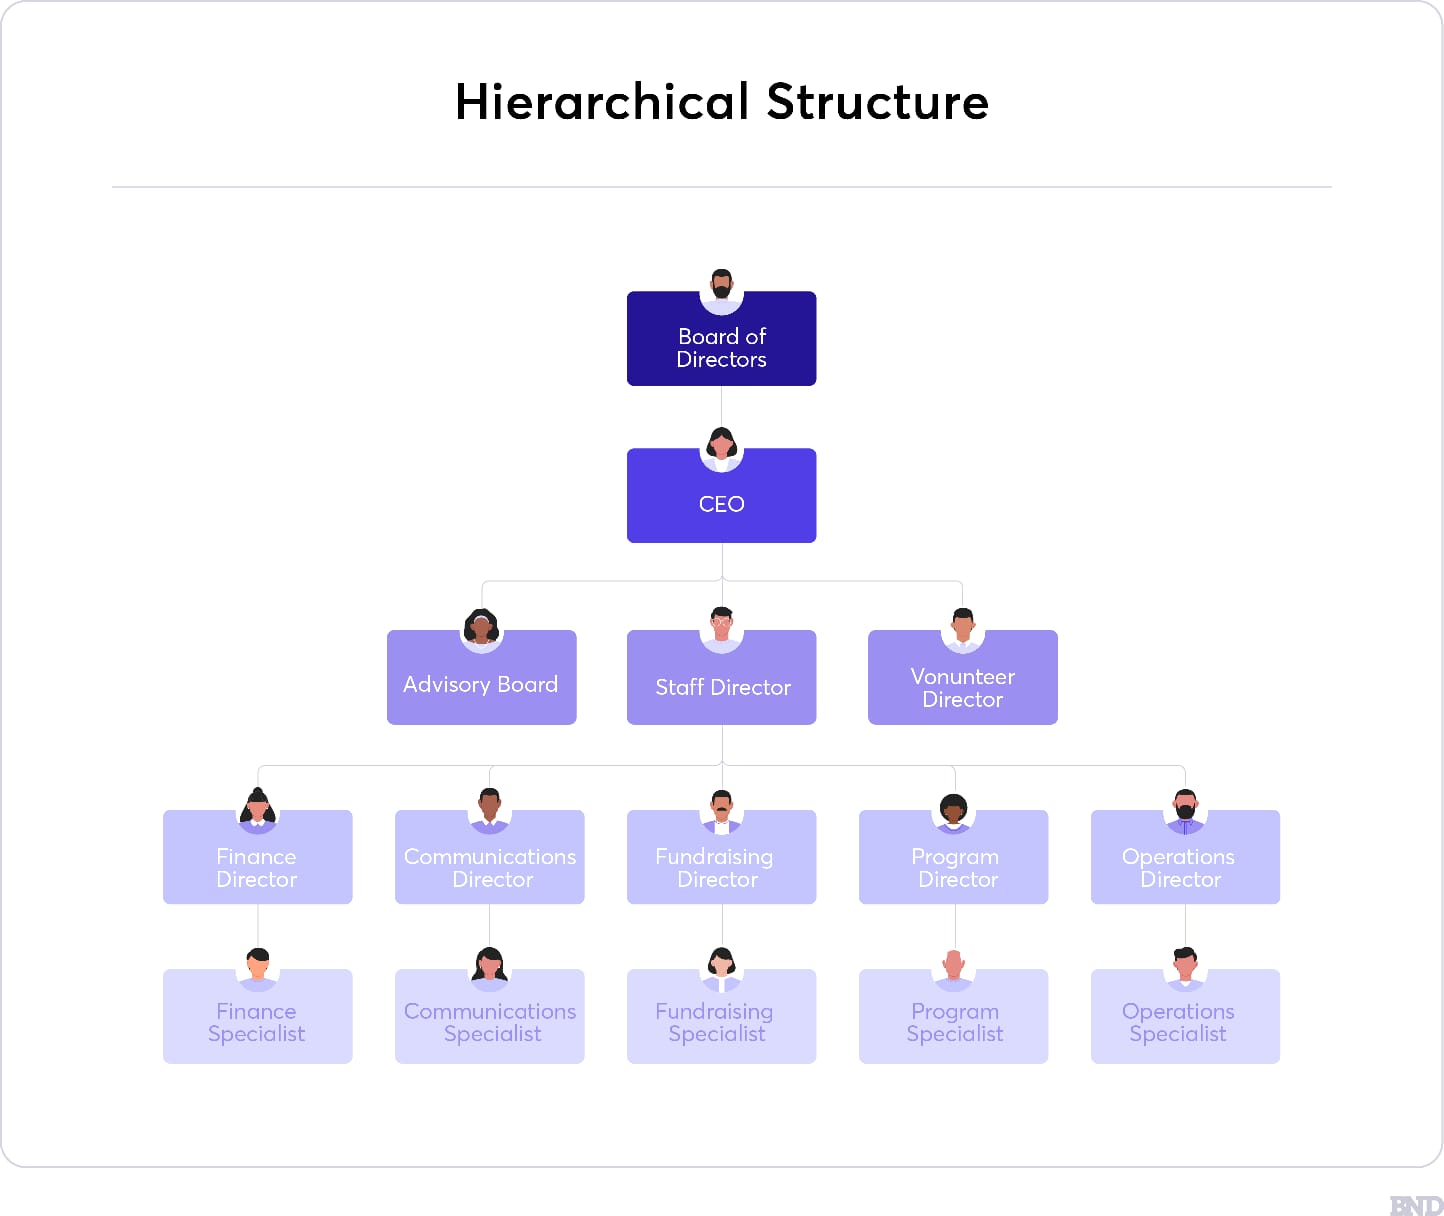 Hierarchical Structure
Board of
Directors
CEO
Advisory Board
Staff Director
Vonunteer
Director
Finance
Director
Communications
Director
Fundraising
Director
Program
Director
Operations
Director
Finance
Specialist
Communications
Specialist
Fundraising
Specialist
Program
Specialist
Operations
Specialist
BND